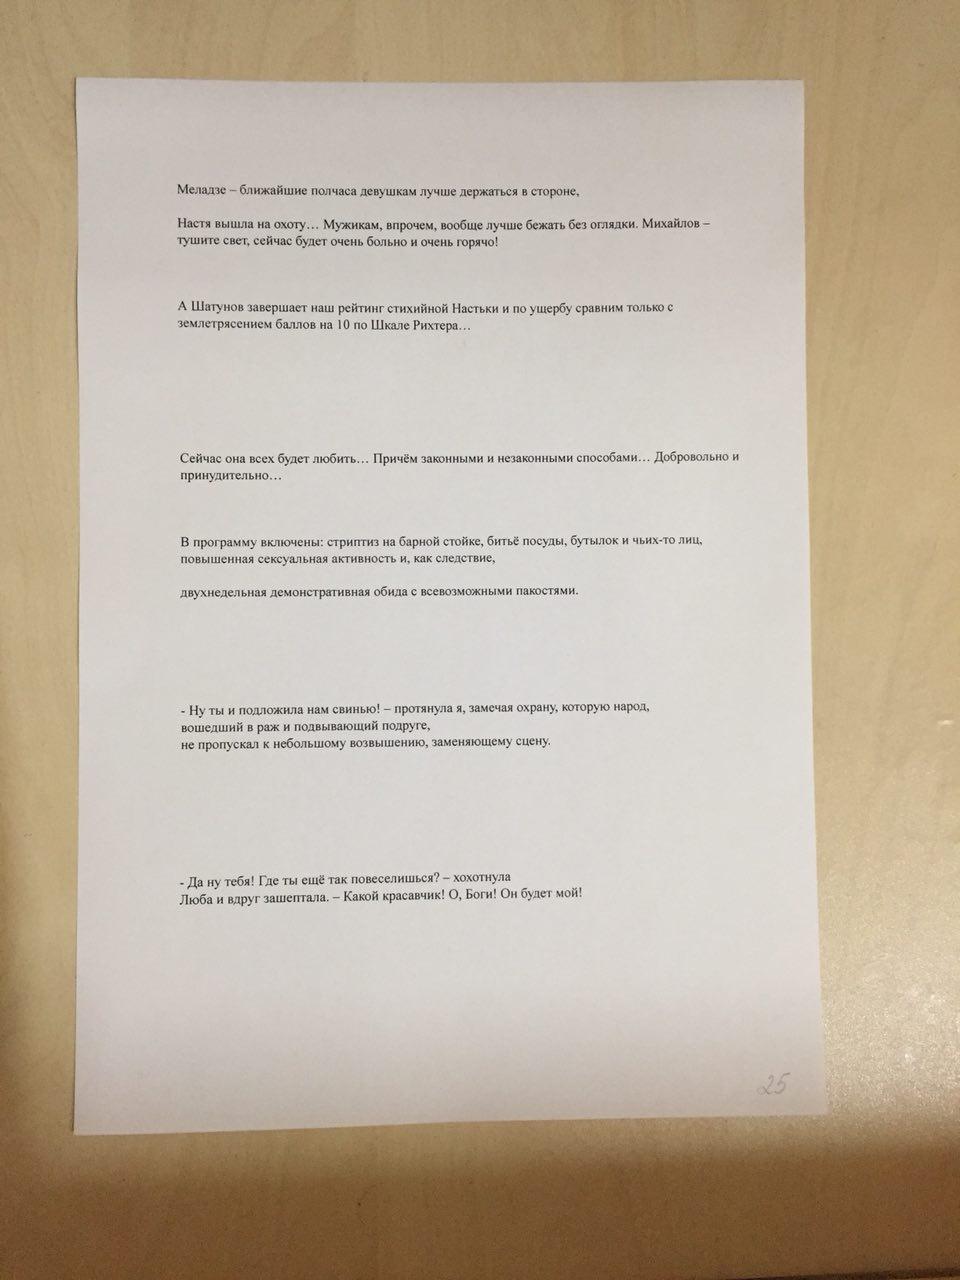 Меладзе – ближайшие полчаса девушкам лучше держаться в стороне,
Настя вышла на охоту… Мужикам, впрочем, вообще лучше бежать без оглядки. Михайлов –
тушите свет, сейчас будет очень больно и очень горячо!
А Шатунов завершает наш рейтинг стихийной Настьки и по ущербу сравним только с
землетрясением баллов на 10 по Шкале Рихтера…
Сейчас она всех будет любить… Причём законными и незаконными способами… Добровольно и
принудительно…
В программу включены: стриптиз на барной стойке, битьё посуды, бутылок и чьих-то лиц,
повышенная сексуальная активность и, как следствие,
двухнедельная демонстративная обида с всевозможными пакостями.
- Ну ты и подложила нам свинью! – протянула я, замечая охрану, которую народ,
вошедший в раж и подвывающий подруге,
не пропускал к небольшому возвышению, заменяющему сцену.
- Да ну тебя! Где ты ещё так повеселишься? – хохотнула
Люба и вдруг зашептала. – Какой красавчик! О, Боги! Он будет мой!
25